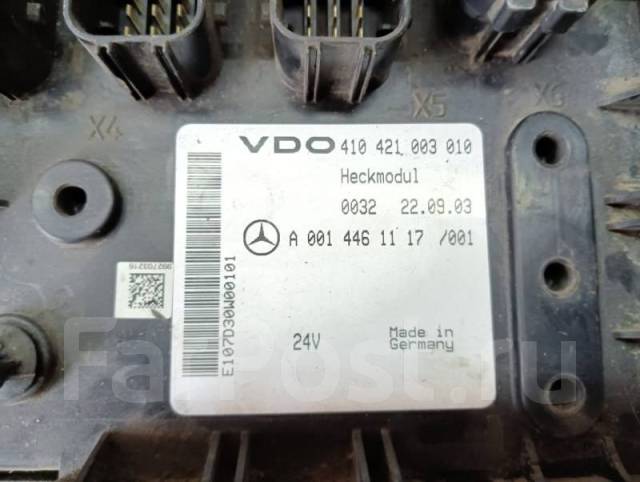 X4
X5
X6
VDO 410 421 003 010
Heckmodul
0032 22.09.03
A 001 446 11 17 /001
24V
Made in
Germany
E107D30W00101
992703216
FarPost.ru